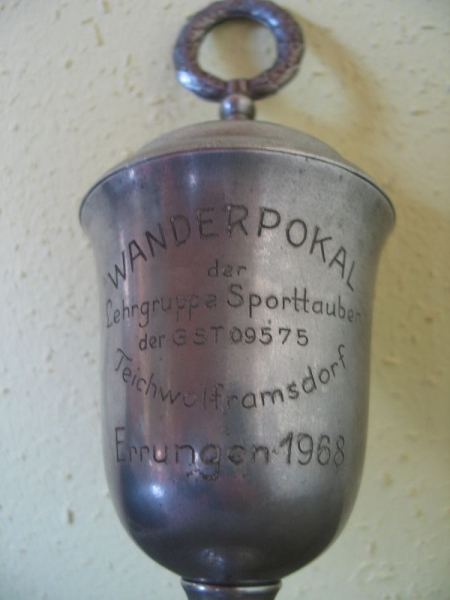 WANDERPOKAL
der
Lehrgruppe Sporttauben
der GST 09575
Teichwolframsdorf
Errungen 1968